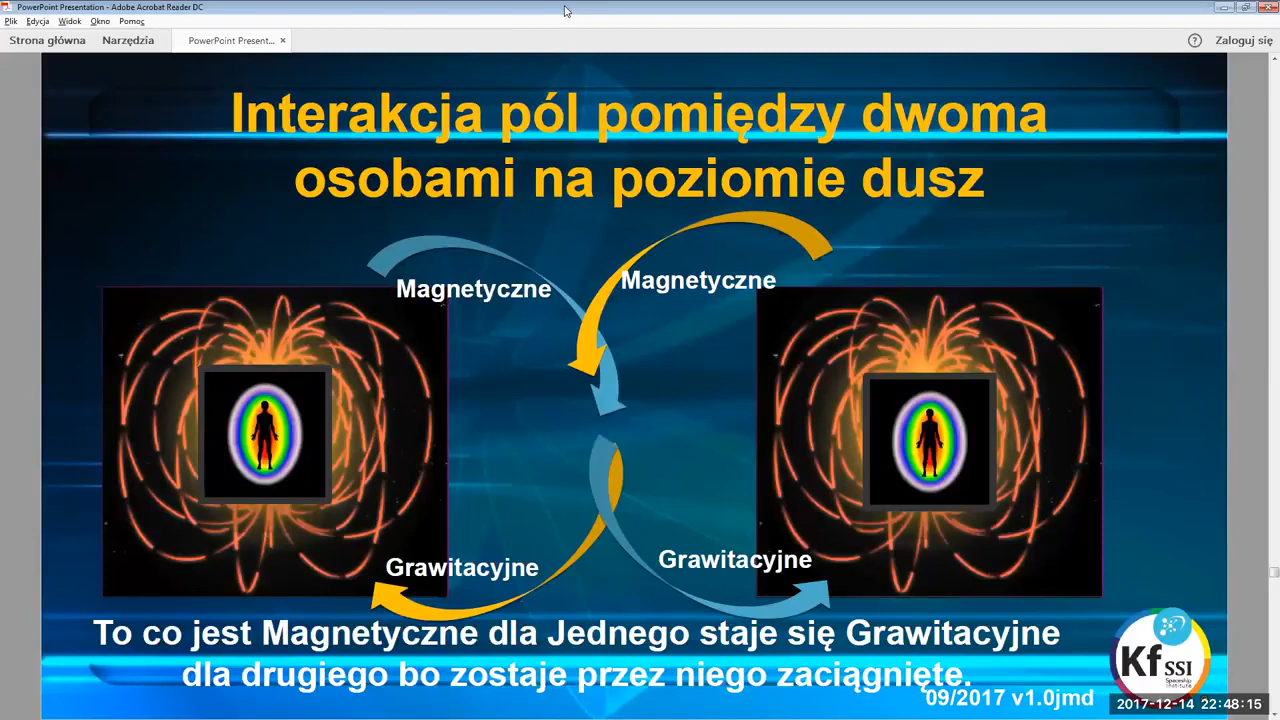 PowerPoint Presentation - Adobe Acrobat Reader DC
Plik Edycja Widok Okno Pomoc
Strona główna Narzędzia PowerPoint Present... × ? Zaloguj się
Interakcja pól pomiędzy dwoma
osobami na poziomie dusz
Magnetyczne Magnetyczne
Grawitacyjne Grawitacyjne
To co jest Magnetyczne dla Jednego staje się Grawitacyjne
dla drugiego bo zostaje przez niego zaciągnięte.
Kf SSI
Spaceship
Institute
09/2017 v1.0jmd
2017-12-14 22:48:15